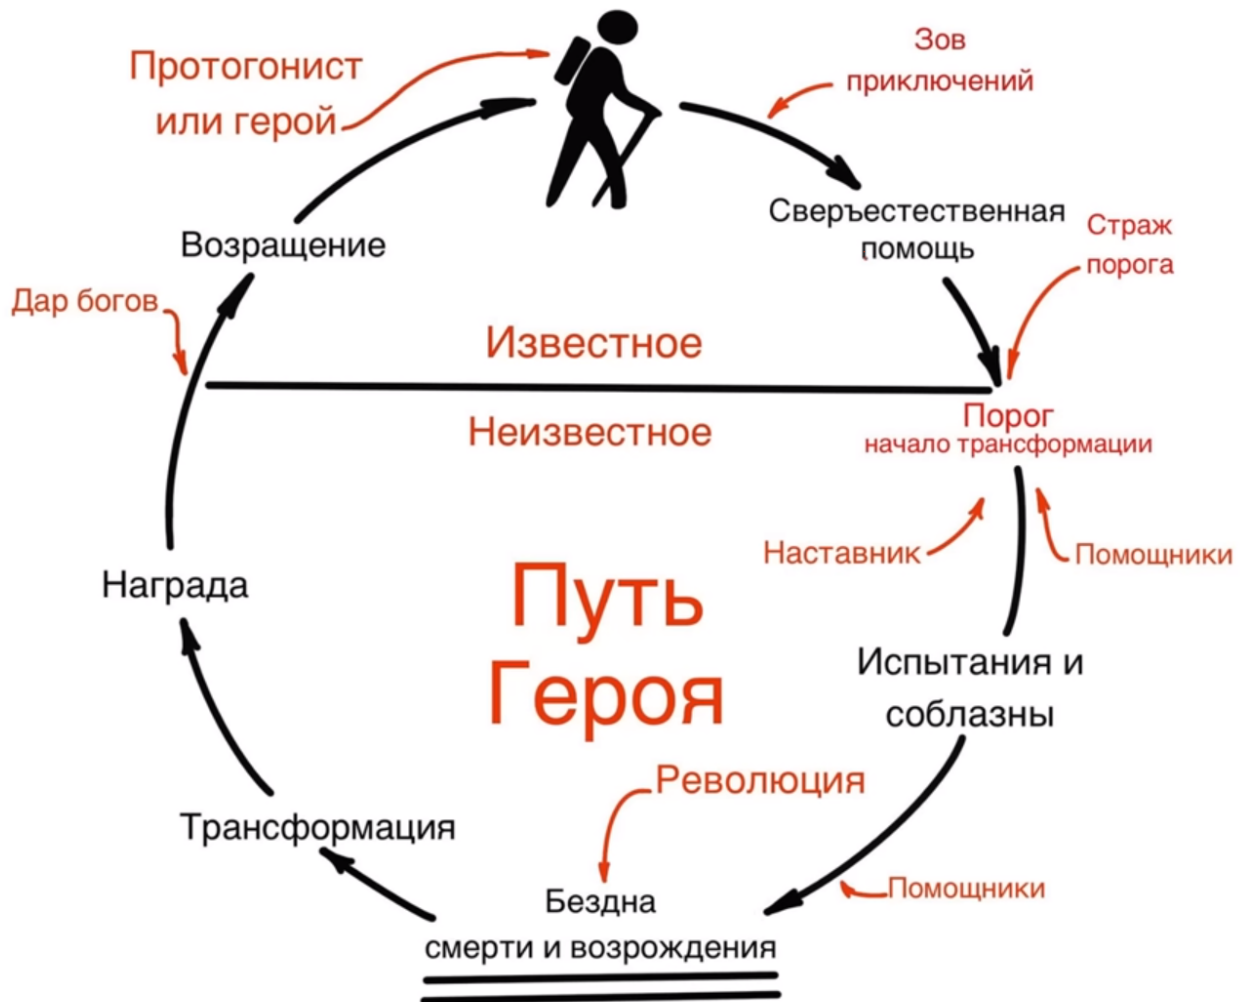 Протогонист
или герой
Зов
приключений
Сверъестественная
помощь
Страж
порога
Возращение
Дар богов
Известное
Неизвестное
Порог
начало трансформации
Наставник
Помощники
Награда
Путь
Героя
Испытания и
соблазны
Революция
Трансформация
Помощники
Бездна
смерти и возрождения